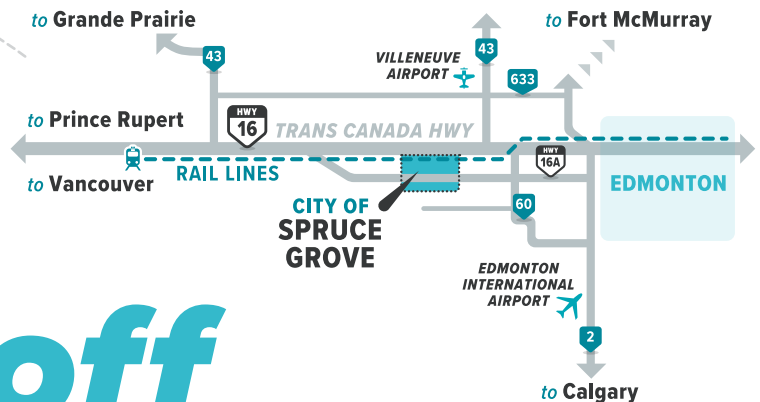 to Grande Prairie
to Fort McMurray
43
VILLENEUVE
AIRPORT
43
633
to Prince Rupert
HWY
16
TRANS CANADA HWY
HWY
16A
to Vancouver
RAIL LINES
EDMONTON
CITY OF
SPRUCE
GROVE
60
EDMONTON
INTERNATIONAL
AIRPORT
2
off
to Calgary